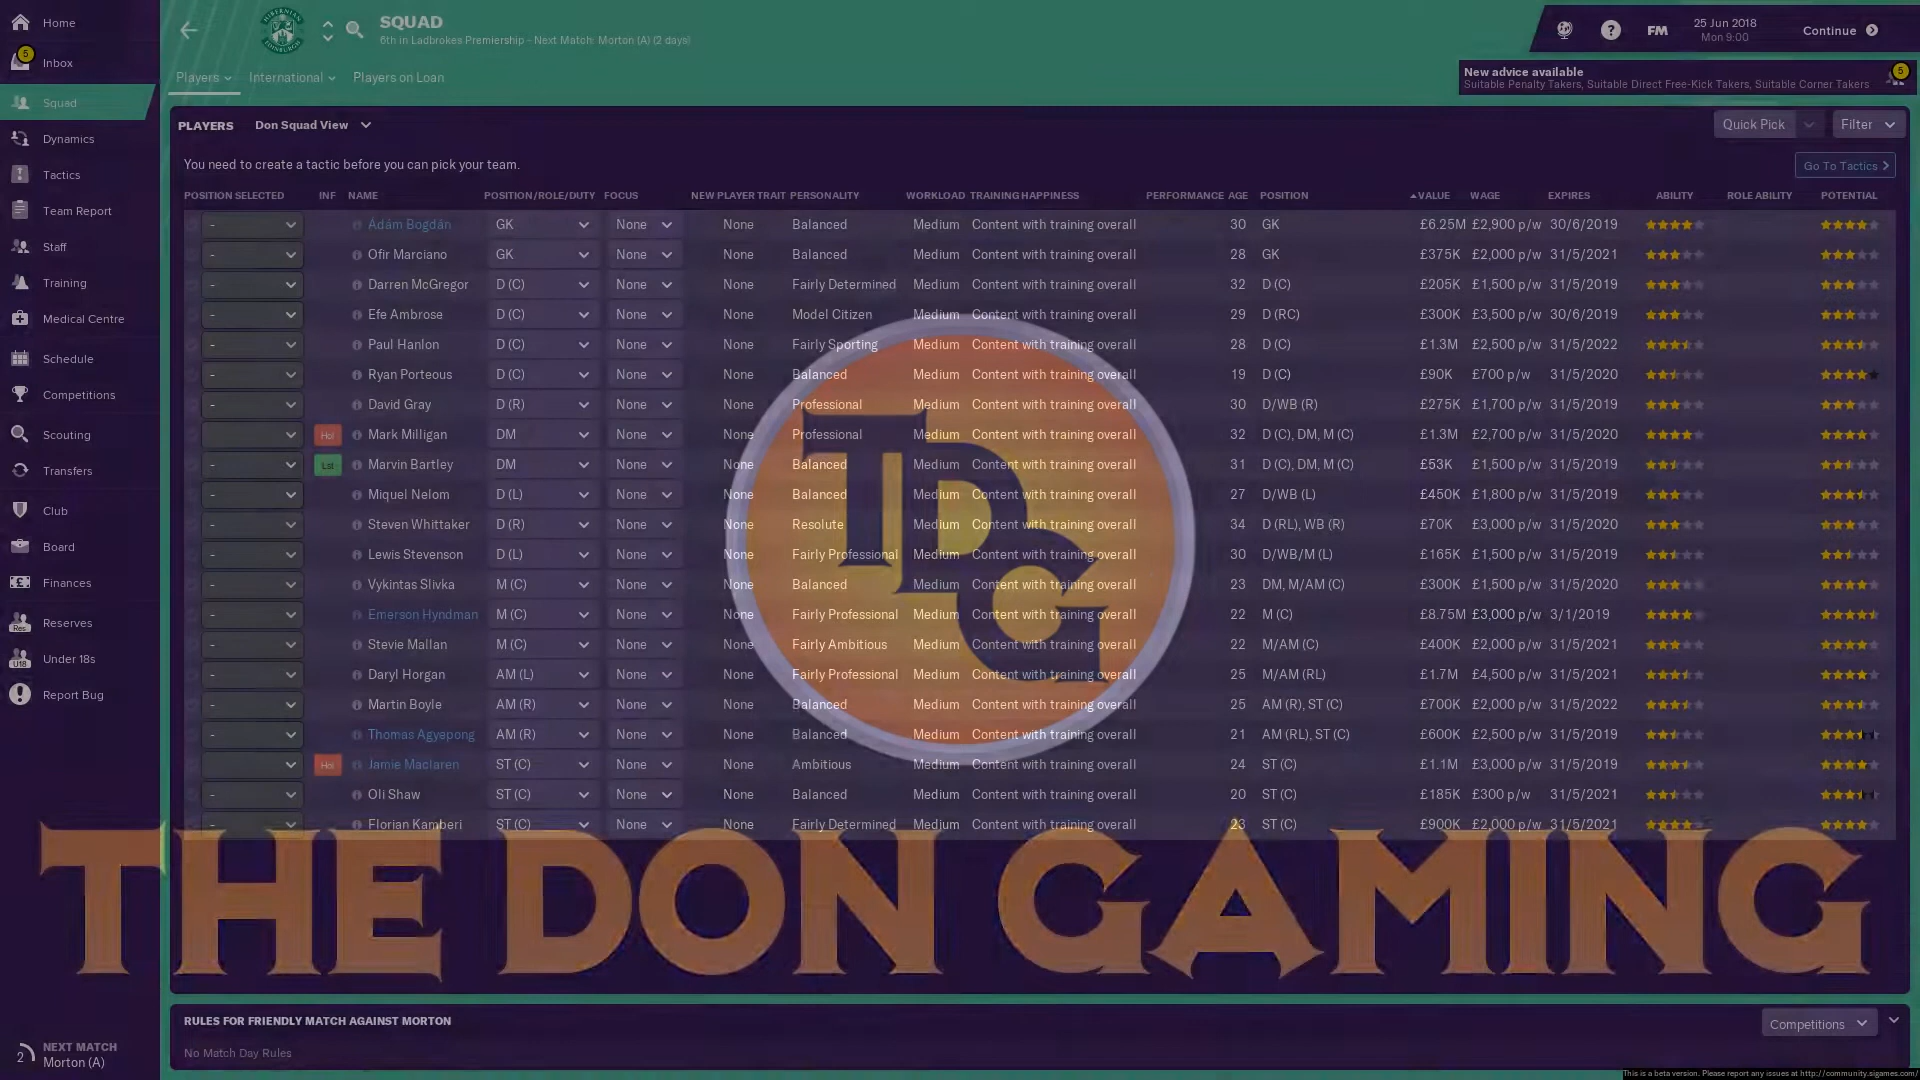 Home
Inbox
5
Squad
Dynamics
Tactics
Team Report
Staff
Training
Medical Centre
Schedule
Competitions
Scouting
Transfers
Club
Board
Finances
Reserves
Under 18s
Report Bug
2
NEXT MATCH
Morton (A)
SQUAD
6th in Ladbrokes Premiership - Next Match: Morton (A) (2 days)
FM
25 Jun 2018
Mon 9:00
Continue
Players International Players on Loan
New advice available
Suitable Penalty Takers, Suitable Direct Free-Kick Takers, Suitable Corner Takers
5
PLAYERS Don Squad View Quick Pick Filter
You need to create a tactic before you can pick your team. Go To Tactics
POSITION SELECTED INF NAME POSITION/ROLE/DUTY FOCUS NEW PLAYER TRAIT PERSONALITY WORKLOAD TRAINING HAPPINESS PERFORMANCE AGE POSITION VALUE WAGE EXPIRES ABILITY ROLE ABILITY POTENTIAL
- Ádám Bogdán GK None None Balanced Medium Content with training overall 30 GK £6.25M £2,900 p/w 30/6/2019
- Ofir Marciano GK None None Balanced Medium Content with training overall 28 GK £375K £2,000 p/w 31/5/2021
- Darren McGregor D (C) None None Fairly Determined Medium Content with training overall 32 D (C) £205K £1,500 p/w 31/5/2019
- Efe Ambrose D (C) None None Model Citizen Medium Content with training overall 29 D (RC) £300K £3,500 p/w 30/6/2019
- Paul Hanlon D (C) None None Fairly Sporting Medium Content with training overall 28 D (C) £1.3M £2,500 p/w 31/5/2022
- Ryan Porteous D (C) None None Balanced Medium Content with training overall 19 D (C) £90K £700 p/w 31/5/2020
- David Gray D (R) None None Professional Medium Content with training overall 30 D/WB (R) £275K £1,700 p/w 31/5/2019
Hol Mark Milligan DM None None Professional Medium Content with training overall 32 D (C), DM, M (C) £1.3M £2,700 p/w 31/5/2020
- Lst Marvin Bartley DM None None Balanced Medium Content with training overall 31 D (C), DM, M (C) £53K £1,500 p/w 31/5/2019
- Miquel Nelom D (L) None None Balanced Medium Content with training overall 27 D/WB (L) £450K £1,800 p/w 31/5/2019
- Steven Whittaker D (R) None None Resolute Medium Content with training overall 34 D (RL), WB (R) £70K £3,000 p/w 31/5/2020
- Lewis Stevenson D (L) None None Fairly Professional Medium Content with training overall 30 D/WB/M (L) £165K £1,500 p/w 31/5/2019
- Vykintas Slivka M (C) None None Balanced Medium Content with training overall 23 DM, M/AM (C) £300K £1,500 p/w 31/5/2020
- Emerson Hyndman M (C) None None Fairly Professional Medium Content with training overall 22 M (C) £8.75M £3,000 p/w 3/1/2019
- Stevie Mallan M (C) None None Fairly Ambitious Medium Content with training overall 22 M/AM (C) £400K £2,000 p/w 31/5/2021
- Daryl Horgan AM (L) None None Fairly Professional Medium Content with training overall 25 M/AM (RL) £1.7M £4,500 p/w 31/5/2021
- Martin Boyle AM (R) None None Balanced Medium Content with training overall 25 AM (R), ST (C) £700K £2,000 p/w 31/5/2022
- Thomas Agyepong AM (R) None None Balanced Medium Content with training overall 21 AM (RL), ST (C) £600K £2,500 p/w 31/5/2019
Hol Jamie Maclaren ST (C) None None Ambitious Medium Content with training overall 24 ST (C) £1.1M £3,000 p/w 31/5/2019
- Oli Shaw ST (C) None None Balanced Medium Content with training overall 20 ST (C) £185K £300 p/w 31/5/2021
- Florian Kamberi ST (C) None None Fairly Determined Medium Content with training overall 23 ST (C) £900K £2,000 p/w 31/5/2021
TDG
THE DON GAMING
RULES FOR FRIENDLY MATCH AGAINST MORTON Competitions
No Match Day Rules
This is a beta version. Please report any issues at http://community.sigames.com/